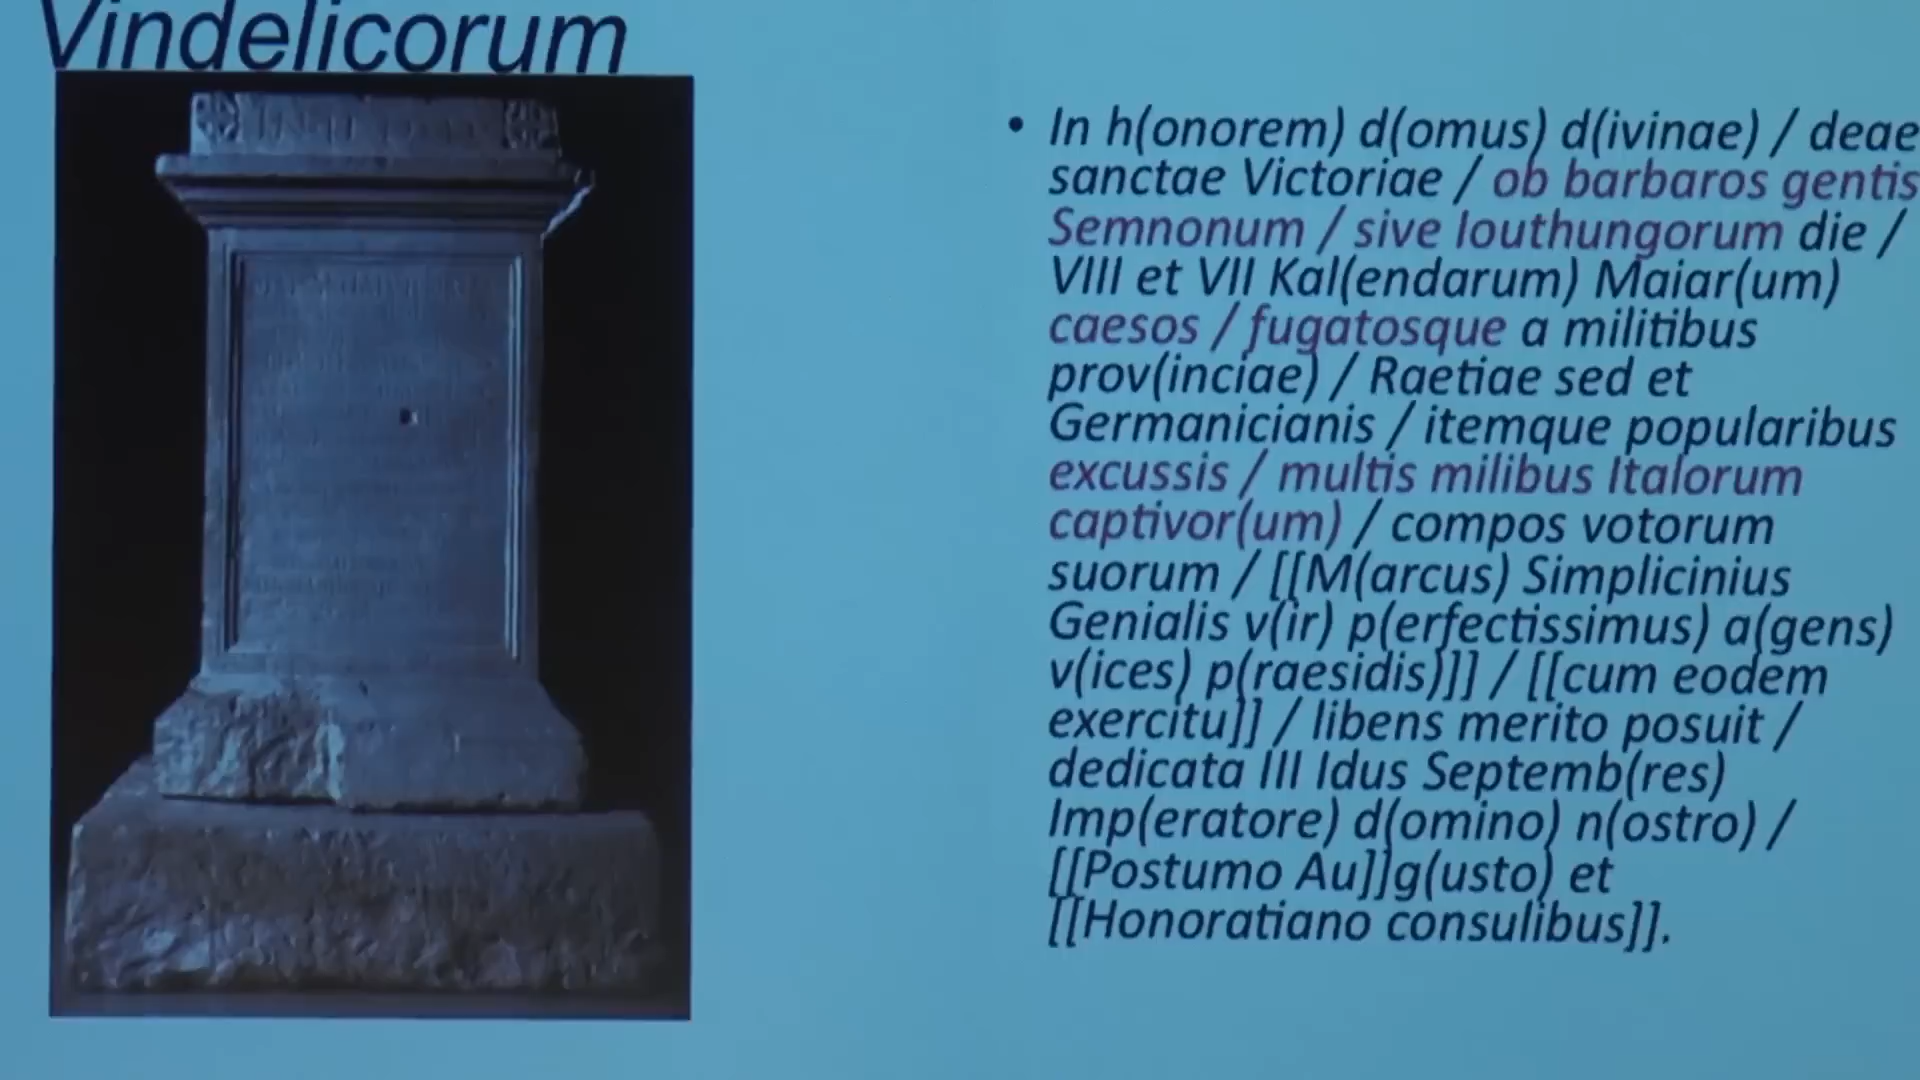 Vindelicorum
• In h(onorem) d(omus) d(ivinae) / deae
sanctae Victoriae / ob barbaros gentis
Semnonum / sive Iouthungorum die /
VIII et VII Kal(endarum) Maiar(um)
caesos / fugatosque a militibus
prov(inciae) / Raetiae sed et
Germanicianis / itemque popularibus
excussis / multis milibus Italorum
captivor(um) / compos votorum
suorum / [[M(arcus) Simplicinius
Genialis v(ir) p(erfectissimus) a(gens)
v(ices) p(raesidis)]] / [[cum eodem
exercitu]] / libens merito posuit /
dedicata III Idus Septemb(res)
Imp(eratore) d(omino) n(ostro) /
[[Postumo Au]]g(usto) et
[[Honoratiano consulibus]].